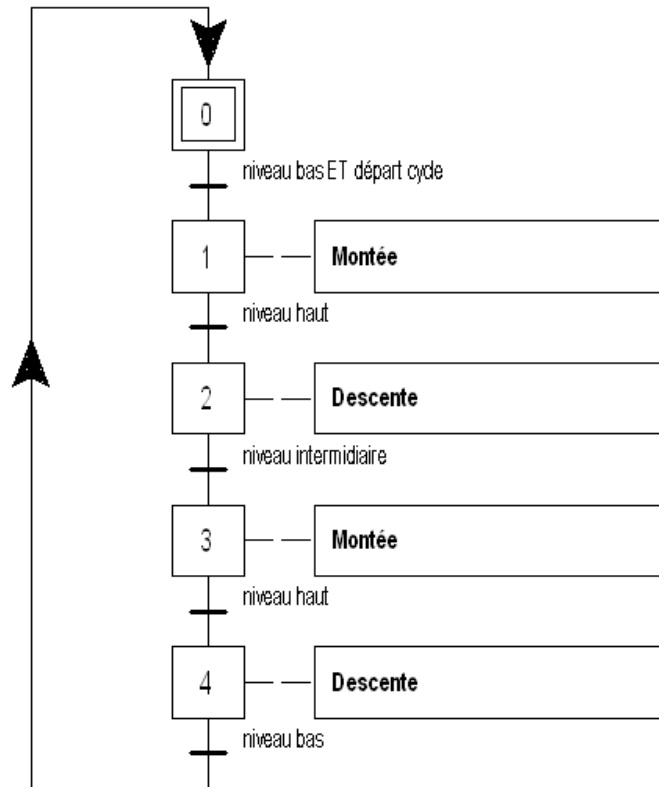 0
niveau bas ET départ cycle
1 Montée
niveau haut
2 Descente
niveau intermidiaire
3 Montée
niveau haut
4 Descente
niveau bas